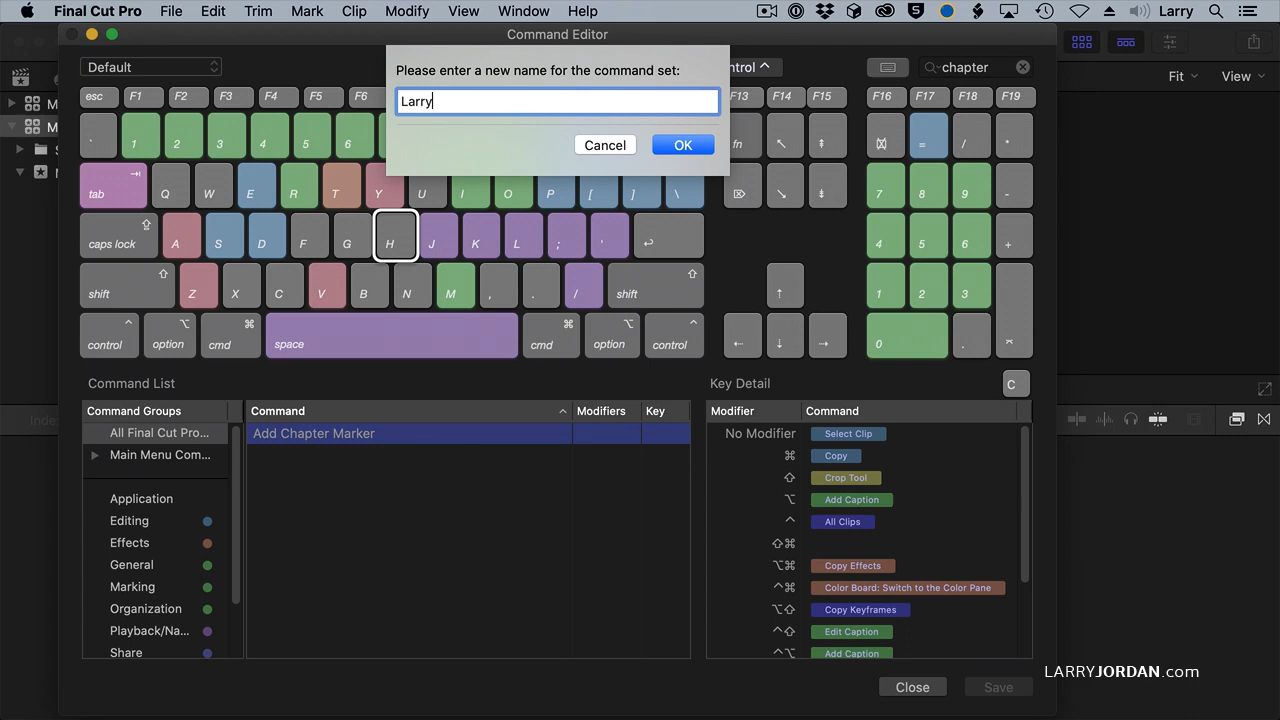 Final Cut Pro File Edit Trim Mark Clip Modify View Window Help Larry
Command Editor
Default
Please enter a new name for the command set:
Larry
Cancel OK
chapter
Fit View
esc F1 F2 F3 F4 F5 F6 F13 F14 F15 F16 F17 F18 F19
` 1 2 3 4 5 6 fn = / *
tab Q W E R T Y U I O P [ ] \ 7 8 9 -
caps lock A S D F G H J K L ; ' 4 5 6 +
shift Z X C V B N M , . / shift 1 2 3
control option cmd space cmd option control 0 .
Command List
Key Detail
C
Command Groups
Command Modifiers Key
Modifier Command
All Final Cut Pro...
Main Menu Com...
Application
Editing
Effects
General
Marking
Organization
Playback/Na...
Share
Add Chapter Marker
No Modifier Select Clip
⌘ Copy
⇧ Crop Tool
⌥ Add Caption
^ All Clips
⇧⌘
⌥⌘ Copy Effects
^⌘ Color Board: Switch to the Color Pane
⌥⇧ Copy Keyframes
^⇧ Edit Caption
^⌥ Add Caption
Close Save
LARRYJORDAN.com